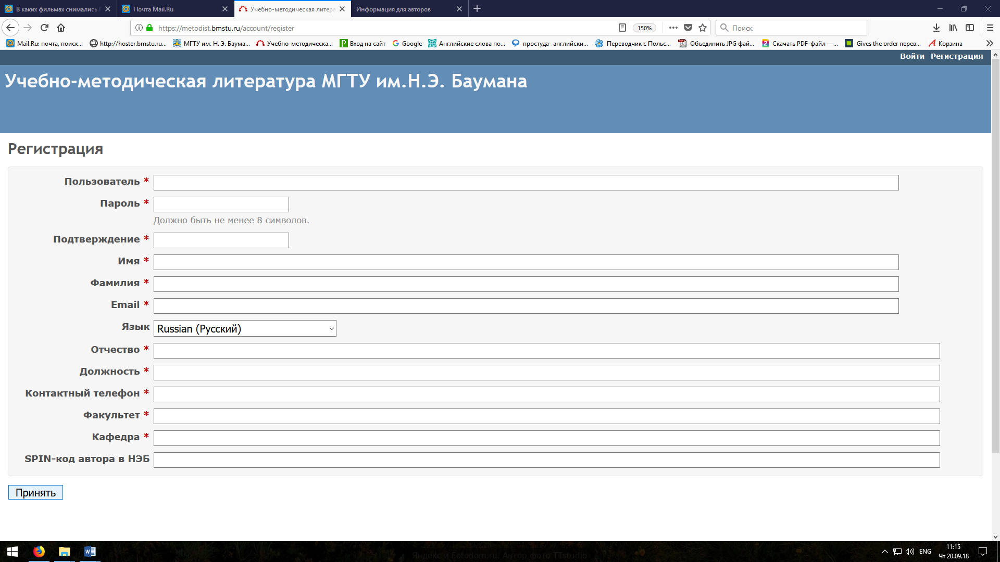 В каких фильмах снимались
Почта Mail.Ru
Учебно-методическая литера
Информация для авторов
https://metodist.bmstu.ru/account/register
150%
Поиск
Mail.Ru: почта, поиск...
http://hoster.bmstu.ru...
МГТУ им. Н. Э. Баума...
Учебно-методическа...
Вход на сайт
Google
Английские слова по...
простуда- английски...
Переводчик с Польс...
Объединить JPG фай...
Скачать PDF-файл —...
Gives the order перев...
Корзина
Войти Регистрация
Учебно-методическая литература МГТУ им.Н.Э. Баумана
Регистрация
Пользователь *
Пароль *
Должно быть не менее 8 символов.
Подтверждение *
Имя *
Фамилия *
Email *
Язык Russian (Русский)
Отчество *
Должность *
Контактный телефон *
Факультет *
Кафедра *
SPIN-код автора в НЭБ
Принять
Яндекс и Fotodom.ru. Автор фото TTstudio
ENG
11:15
Чт 20.09.18